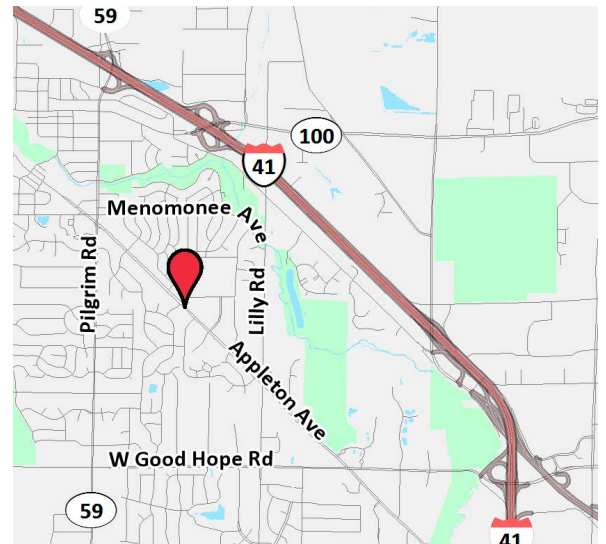 59
100
41
Menomonee Ave
Pilgrim Rd
Lilly Rd
Appleton Ave
W Good Hope Rd
59
41